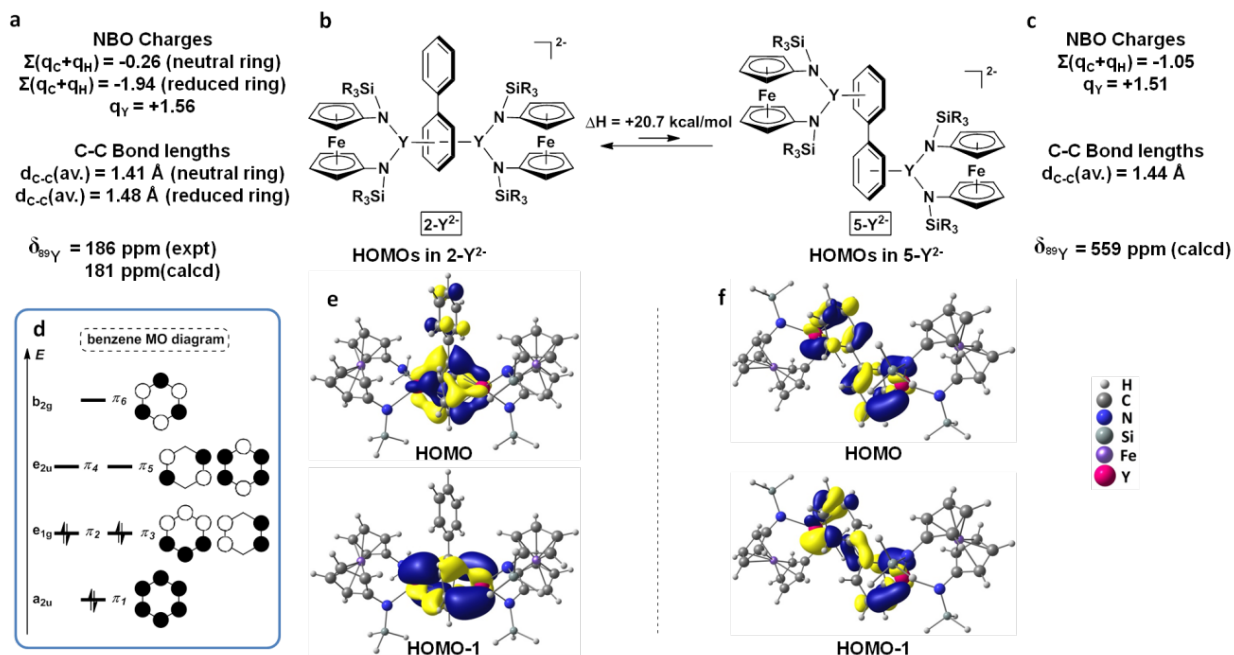 a
NBO Charges
Σ(qC+qH) = -0.26 (neutral ring)
Σ(qC+qH) = -1.94 (reduced ring)
qY = +1.56
C-C Bond lengths
dC-C(av.) = 1.41 Å (neutral ring)
dC-C(av.) = 1.48 Å (reduced ring)
δ89Y = 186 ppm (expt)
181 ppm(calcd)
b
2-
R3Si
SiR3
N
N
Fe
Y
Y
Fe
N
N
R3Si
SiR3
2-Y2-
ΔH = +20.7 kcal/mol
2-
R3Si
N
Fe
Y
N
R3Si
SiR3
N
Y
Fe
N
SiR3
5-Y2-
c
NBO Charges
Σ(qC+qH) = -1.05
qY = +1.51
C-C Bond lengths
dC-C(av.) = 1.44 Å
δ89Y = 559 ppm (calcd)
d
benzene MO diagram
E
b2g
π6
e2u
π4
π5
e1g
π2
π3
a2u
π1
HOMOs in 2-Y2-
e
HOMO
HOMO-1
HOMOs in 5-Y2-
f
HOMO
HOMO-1
H
C
N
Si
Fe
Y